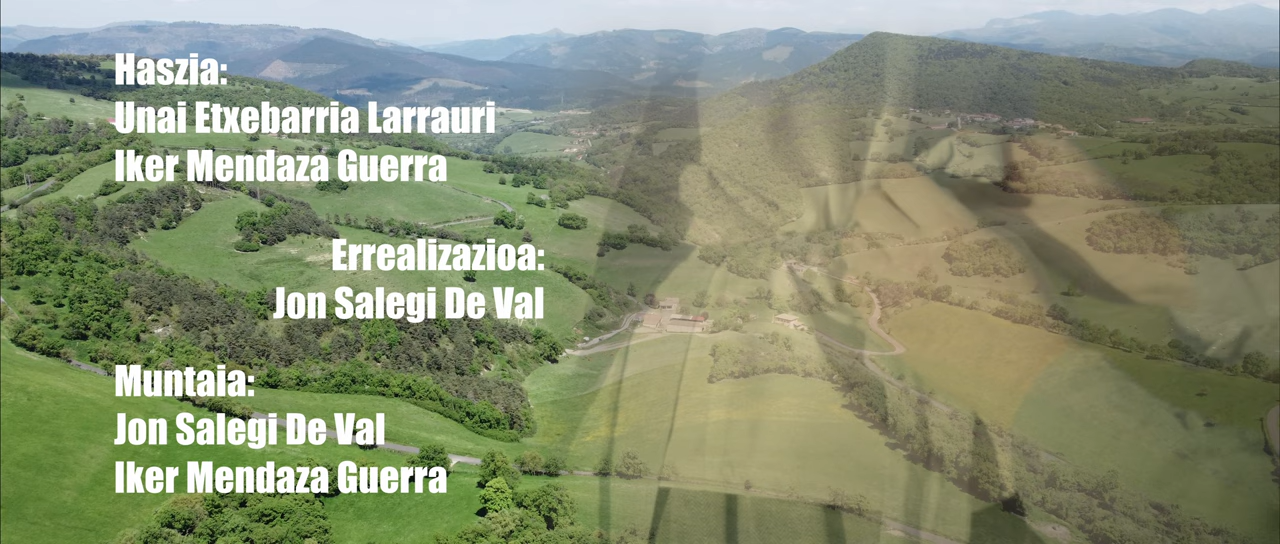 Haszia:
Unai Etxebarria Larrauri
Iker Mendaza Guerra
Errealizazioa:
Jon Salegi De Val
Muntaia:
Jon Salegi De Val
Iker Mendaza Guerra